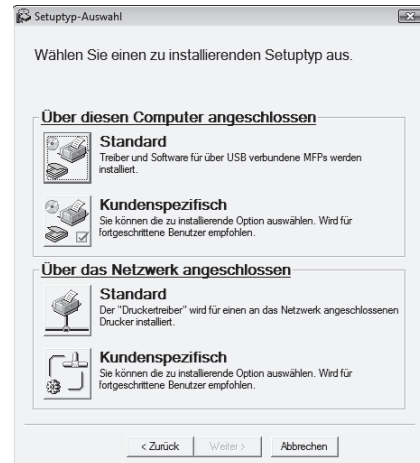 Setuptyp-Auswahl
Wählen Sie einen zu installierenden Setuptyp aus.
Über diesen Computer angeschlossen
Standard
Treiber und Software für über USB verbundene MFPs werden
installiert.
Kundenspezifisch
Sie können die zu installierende Option auswählen. Wird für
fortgeschrittene Benutzer empfohlen.
Über das Netzwerk angeschlossen
Standard
Der "Druckertreiber" wird für einen an das Netzwerk angeschlossenen
Drucker installiert.
Kundenspezifisch
Sie können die zu installierende Option auswählen. Wird für
fortgeschrittene Benutzer empfohlen.
< Zurück Weiter > Abbrechen